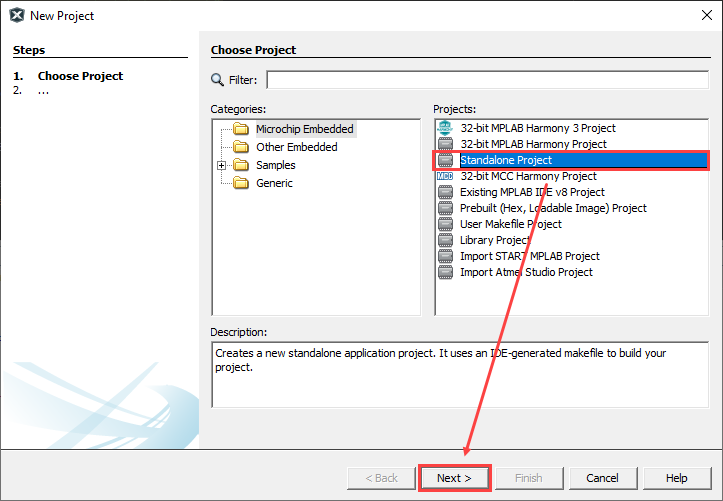 New Project
Steps
1. Choose Project
2. ...
Choose Project
Filter:
Categories:
Microchip Embedded
Other Embedded
Samples
Generic
Projects:
32-bit MPLAB Harmony 3 Project
32-bit MPLAB Harmony Project
Standalone Project
32-bit MCC Harmony Project
Existing MPLAB IDE v8 Project
Prebuilt (Hex, Loadable Image) Project
User Makefile Project
Library Project
Import START MPLAB Project
Import Atmel Studio Project
Description:
Creates a new standalone application project. It uses an IDE-generated makefile to build your
project.
< Back
Next >
Finish
Cancel
Help